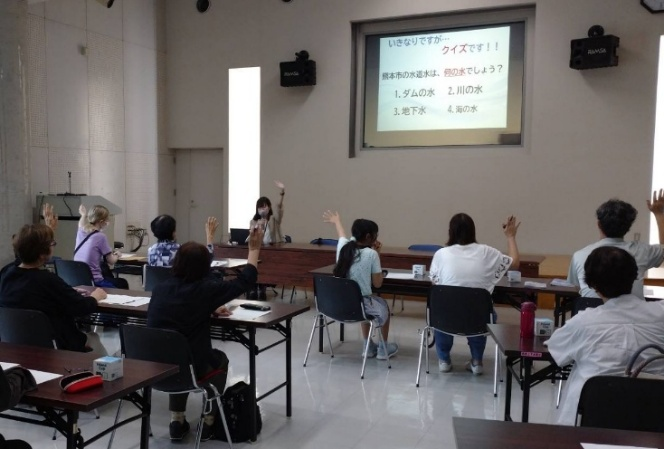 いきなりですが…
クイズです！！
熊本市の水道水は、何の水でしょう？
1. ダムの水　2. 川の水
3. 地下水　4. 海の水
RAMSA
RAMSA